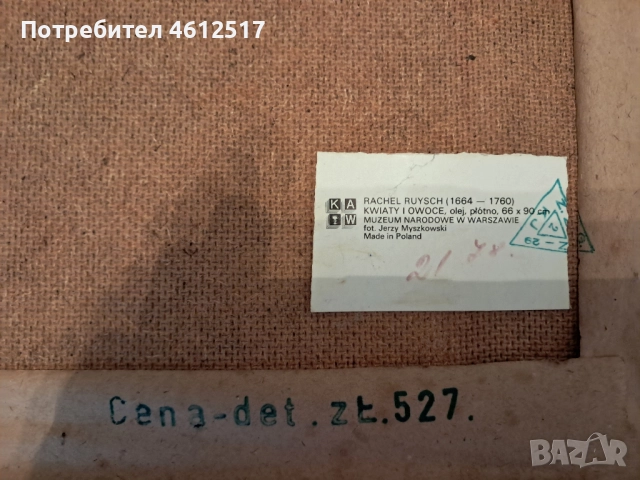 Потребител 4612517
K A
T W
RACHEL RUYSCH (1664 — 1760)
KWIATY I OWOCE, olej, płótno, 66 x 90 cm
MUZEUM NARODOWE W WARSZAWIE
fot. Jerzy Myszkowski
Made in Poland
21
Cena-det.zł.527.
BAZAR